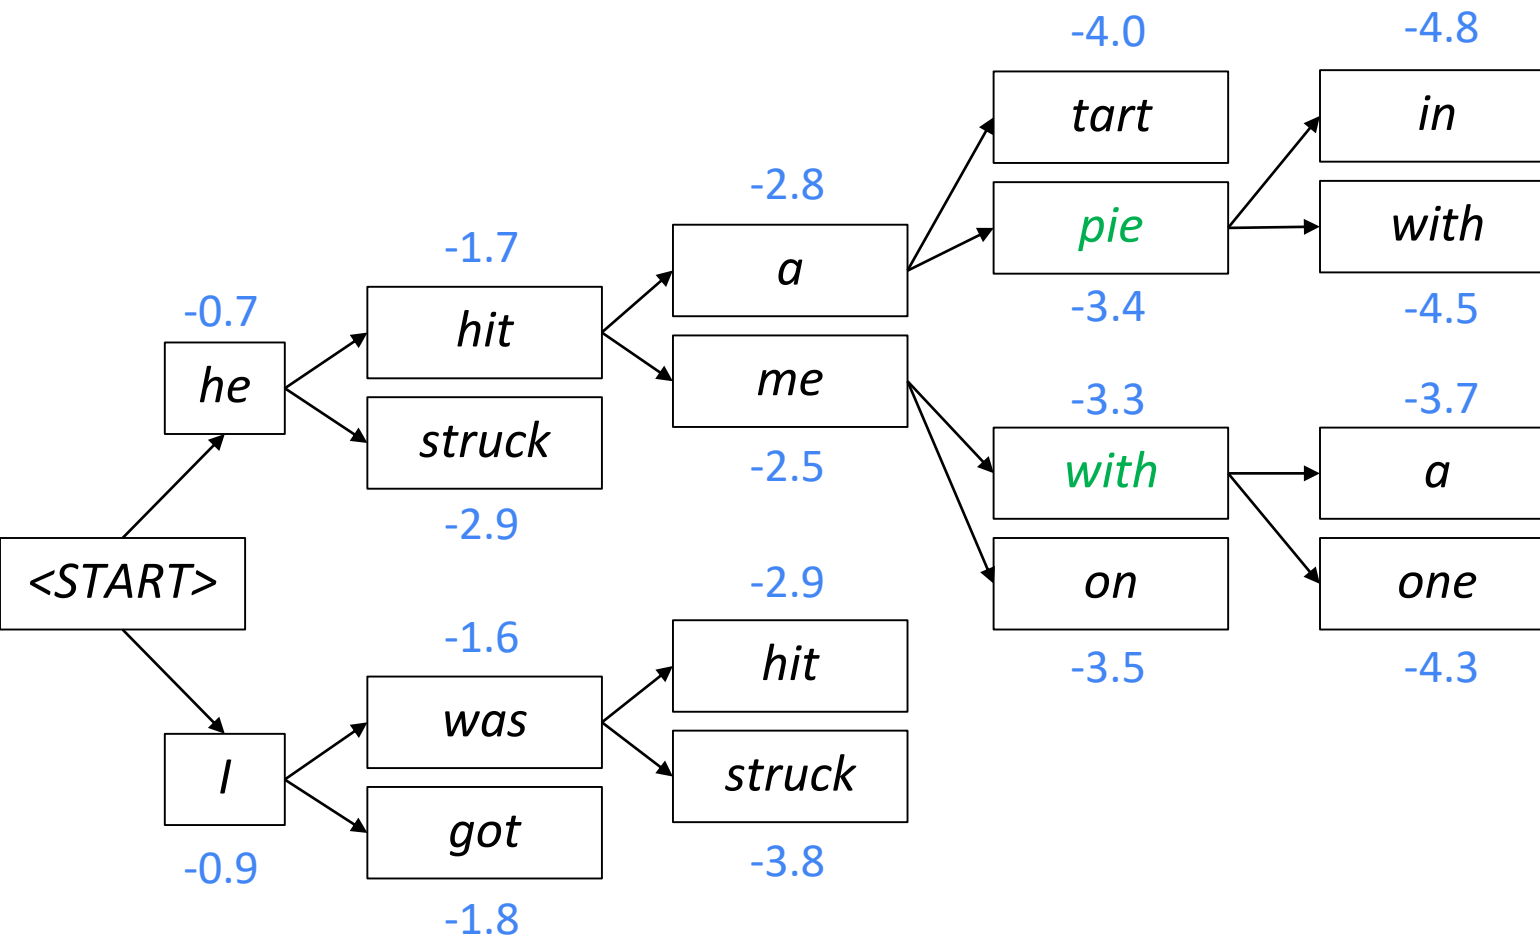 -4.0
-4.8
tart
in
-2.8
pie
with
-1.7
a
-3.4
-4.5
-0.7
hit
he
me
-3.3
-3.7
struck
-2.5
with
a
-2.9
<START>
-2.9
on
one
-1.6
hit
-3.5
-4.3
was
I
struck
got
-0.9
-3.8
-1.8